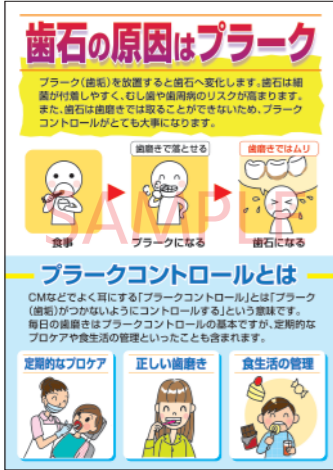 歯石の原因はプラーク
プラーク(歯垢)を放置すると歯石へ変化します。歯石は細
菌が付着しやすく、むし歯や歯周病のリスクが高まります。
また、歯石は歯磨きでは取ることができないため、プラーク
コントロールがとても大事になります。
歯磨きで落とせる
歯磨きではムリ
SAMPLE
食事
プラークになる
歯石になる
プラークコントロールとは
CMなどでよく耳にする「プラークコントロール」とは「プラーク
(歯垢)がつかないようにコントロールする」という意味です。
毎日の歯磨きはプラークコントロールの基本ですが、定期的な
プロケアや食生活の管理といったことも含まれます。
定期的なプロケア
正しい歯磨き
食生活の管理